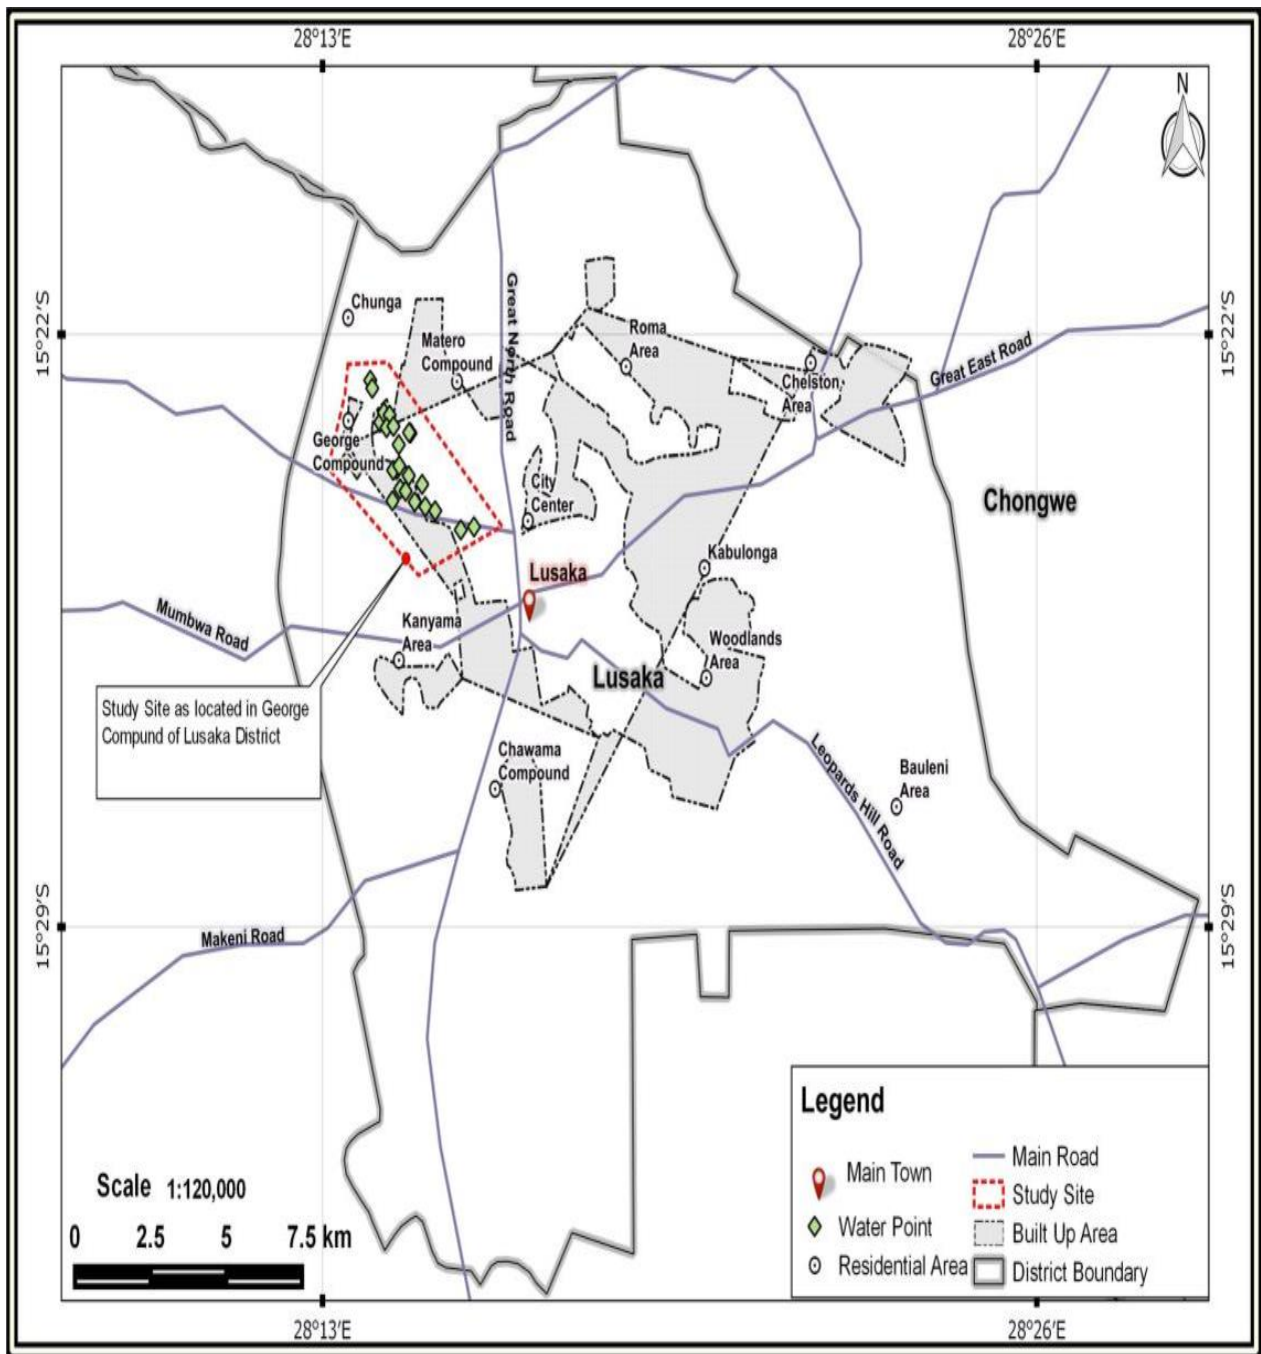 28°13'E
28°26'E
N
15°22'S
15°22'S
Chunga
Great North Road
Matero
Compound
Roma
Area
Great East Road
Chelston
Area
George
Compound
City
Center
Chongwe
Lusaka
Kabulonga
Mumbwa Road
Kanyama
Area
Woodlands
Area
Lusaka
Study Site as located in George
Compund of Lusaka District
Chawama
Compound
Leopards Hill Road
Bauleni
Area
15°29'S
15°29'S
Makeni Road
Legend
Main Town
Water Point
Residential Area
Main Road
Study Site
Built Up Area
District Boundary
Scale 1:120,000
0 2.5 5 7.5 km
28°13'E
28°26'E